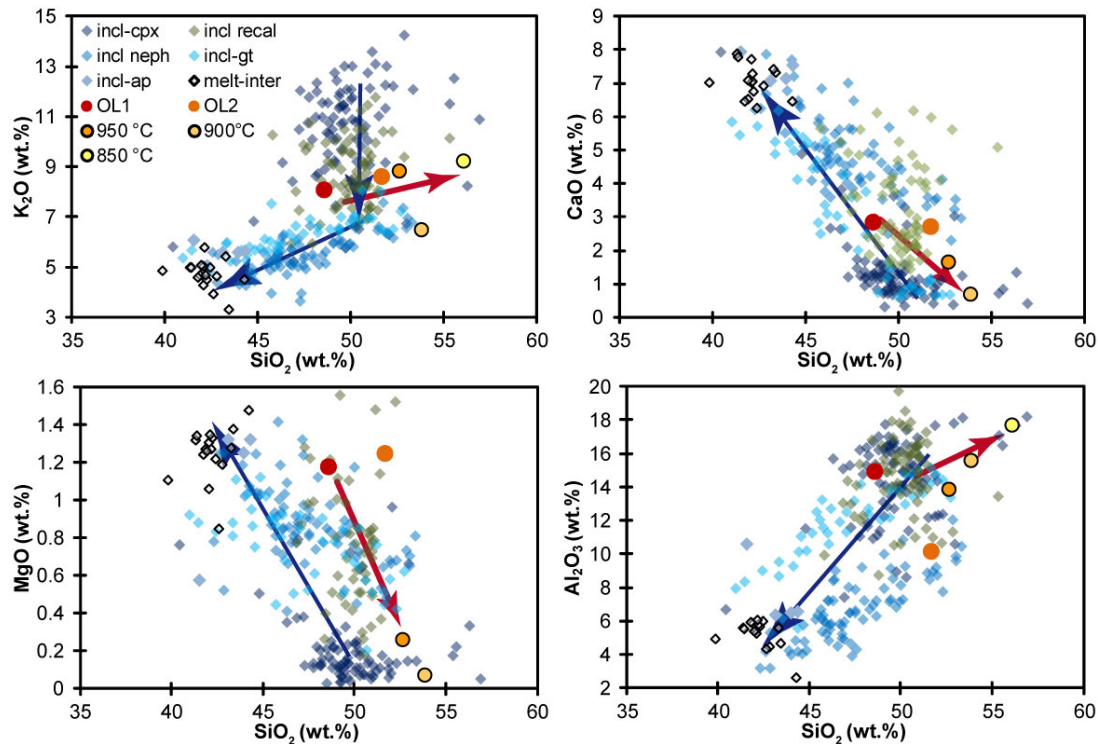 15
13
11
9
7
5
3
K₂O (wt.%)
incl-cpx
incl recal
incl neph
incl-gt
incl-ap
melt-inter
OL1
OL2
950 °C
900°C
850 °C
35 40 45 50 55 60
SiO₂ (wt.%)
9
8
7
6
5
4
3
2
1
0
CaO (wt.%)
35 40 45 50 55 60
SiO₂ (wt.%)
1.6
1.4
1.2
1
0.8
0.6
0.4
0.2
0
MgO (wt.%)
35 40 45 50 55 60
SiO₂ (wt.%)
20
18
16
14
12
10
8
6
4
2
Al₂O₃ (wt.%)
35 40 45 50 55 60
SiO₂ (wt.%)